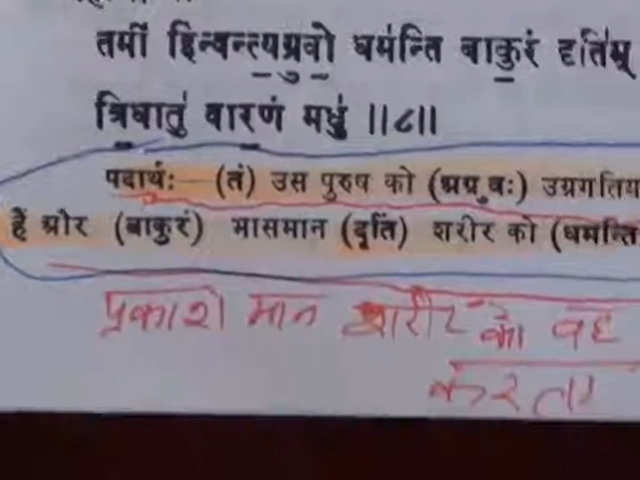 तमीं हिन्वन्त्यग्रुवो धमन्ति बाकुरं दृतिम्
त्रिधातु वारणं मधु ॥८॥
पदार्थः—(तं) उस पुरुष को (अग्रुवः) उग्रगतिय
हैं और (बाकुरं) भासमान (दृतिं) शरीर को (धमन्ति
प्रकाशे मान शरीर को वह
करता